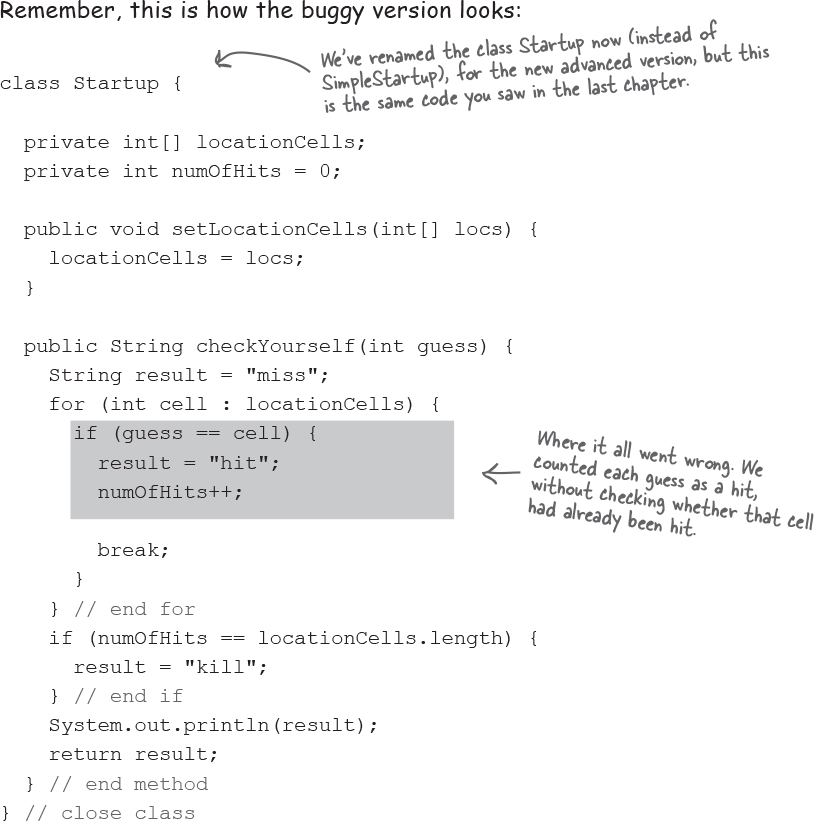 Remember, this is how the buggy version looks:
We've renamed the class Startup now (instead of
SimpleStartup), for the new advanced version, but this
is the same code you saw in the last chapter.
class Startup {
private int[] locationCells;
private int numOfHits = 0;
public void setLocationCells(int[] locs) {
locationCells = locs;
}
public String checkYourself(int guess) {
String result = "miss";
for (int cell : locationCells) {
if (guess == cell) {
result = "hit";
numOfHits++;
Where it all went wrong. We
counted each guess as a hit,
without checking whether that cell
had already been hit.
break;
}
} // end for
if (numOfHits == locationCells.length) {
result = "kill";
} // end if
System.out.println(result);
return result;
} // end method
} // close class